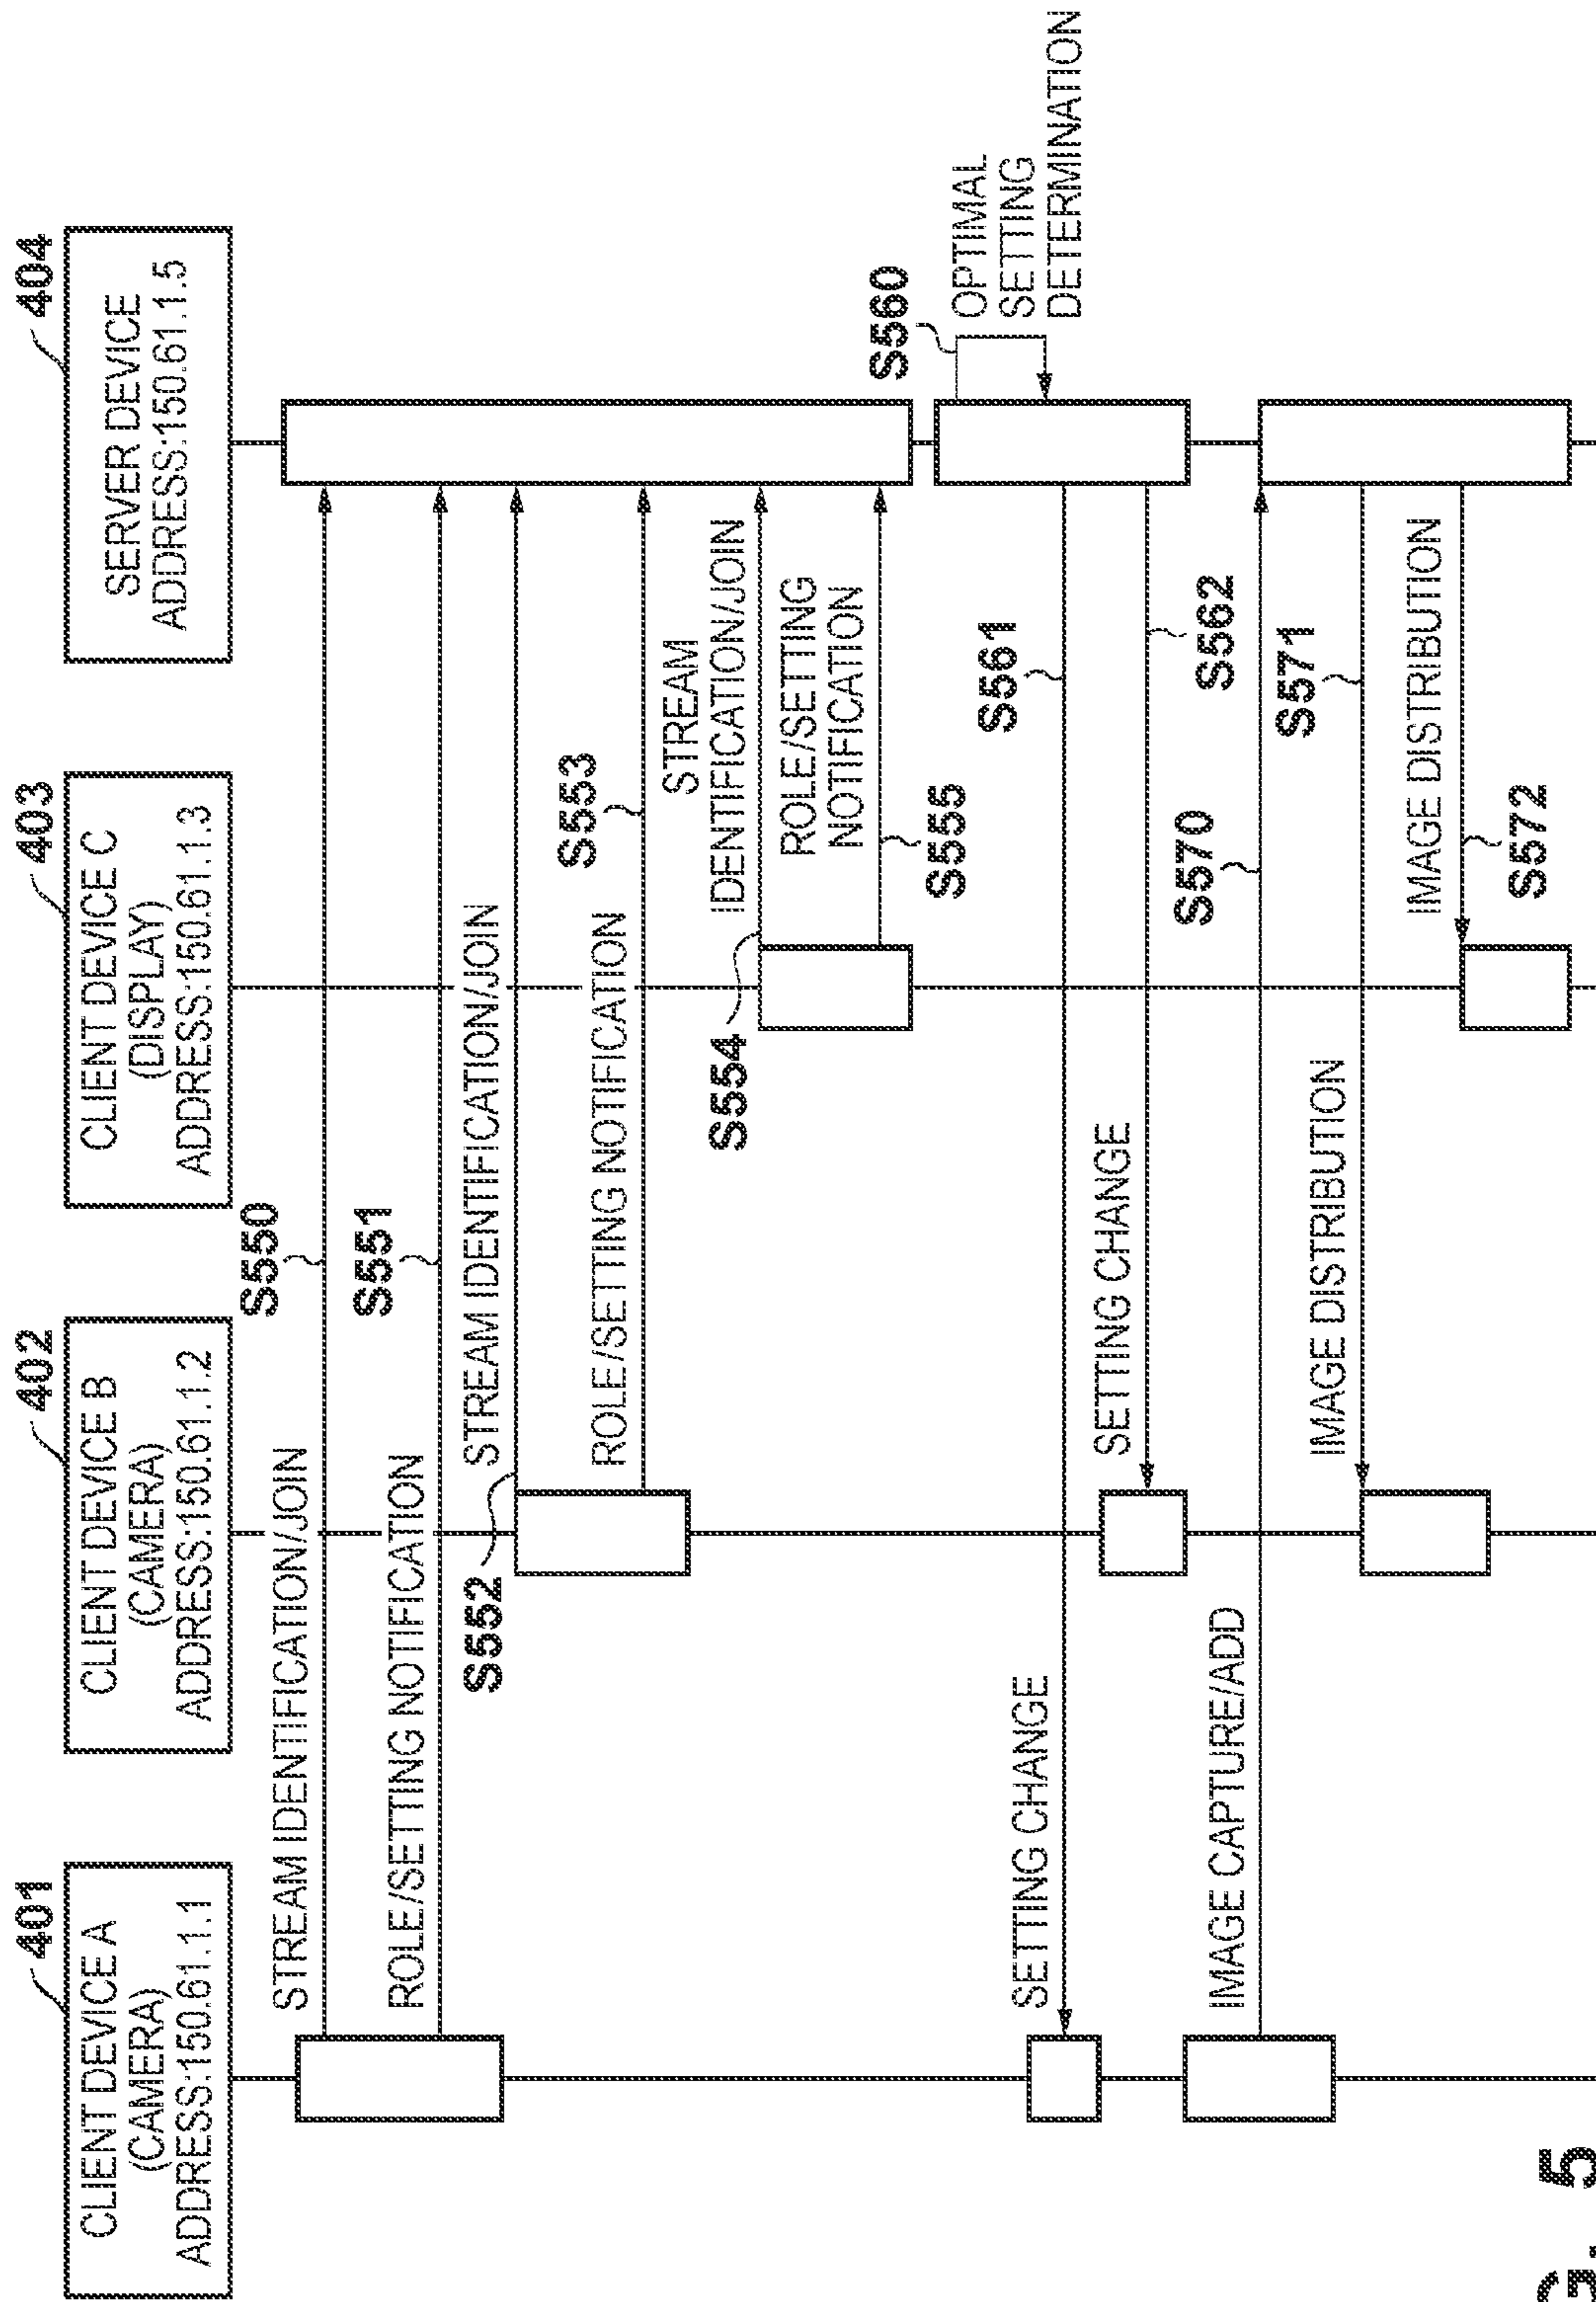 401
CLIENT DEVICE A
(CAMERA)
ADDRESS:150.61.1.1
402
CLIENT DEVICE B
(CAMERA)
ADDRESS:150.61.1.2
403
CLIENT DEVICE C
(DISPLAY)
ADDRESS:150.61.1.3
404
SERVER DEVICE
ADDRESS:150.61.1.5
S550
STREAM IDENTIFICATION/JOIN
S551
ROLE/SETTING NOTIFICATION
S552
STREAM IDENTIFICATION/JOIN
S553
ROLE/SETTING NOTIFICATION
S554
STREAM
IDENTIFICATION/JOIN
ROLE/SETTING
NOTIFICATION
S555
S560
OPTIMAL
SETTING
DETERMINATION
S561
SETTING CHANGE
SETTING CHANGE
S562
S570
IMAGE CAPTURE/ADD
S571
IMAGE DISTRIBUTION
IMAGE DISTRIBUTION
S572
G. 5